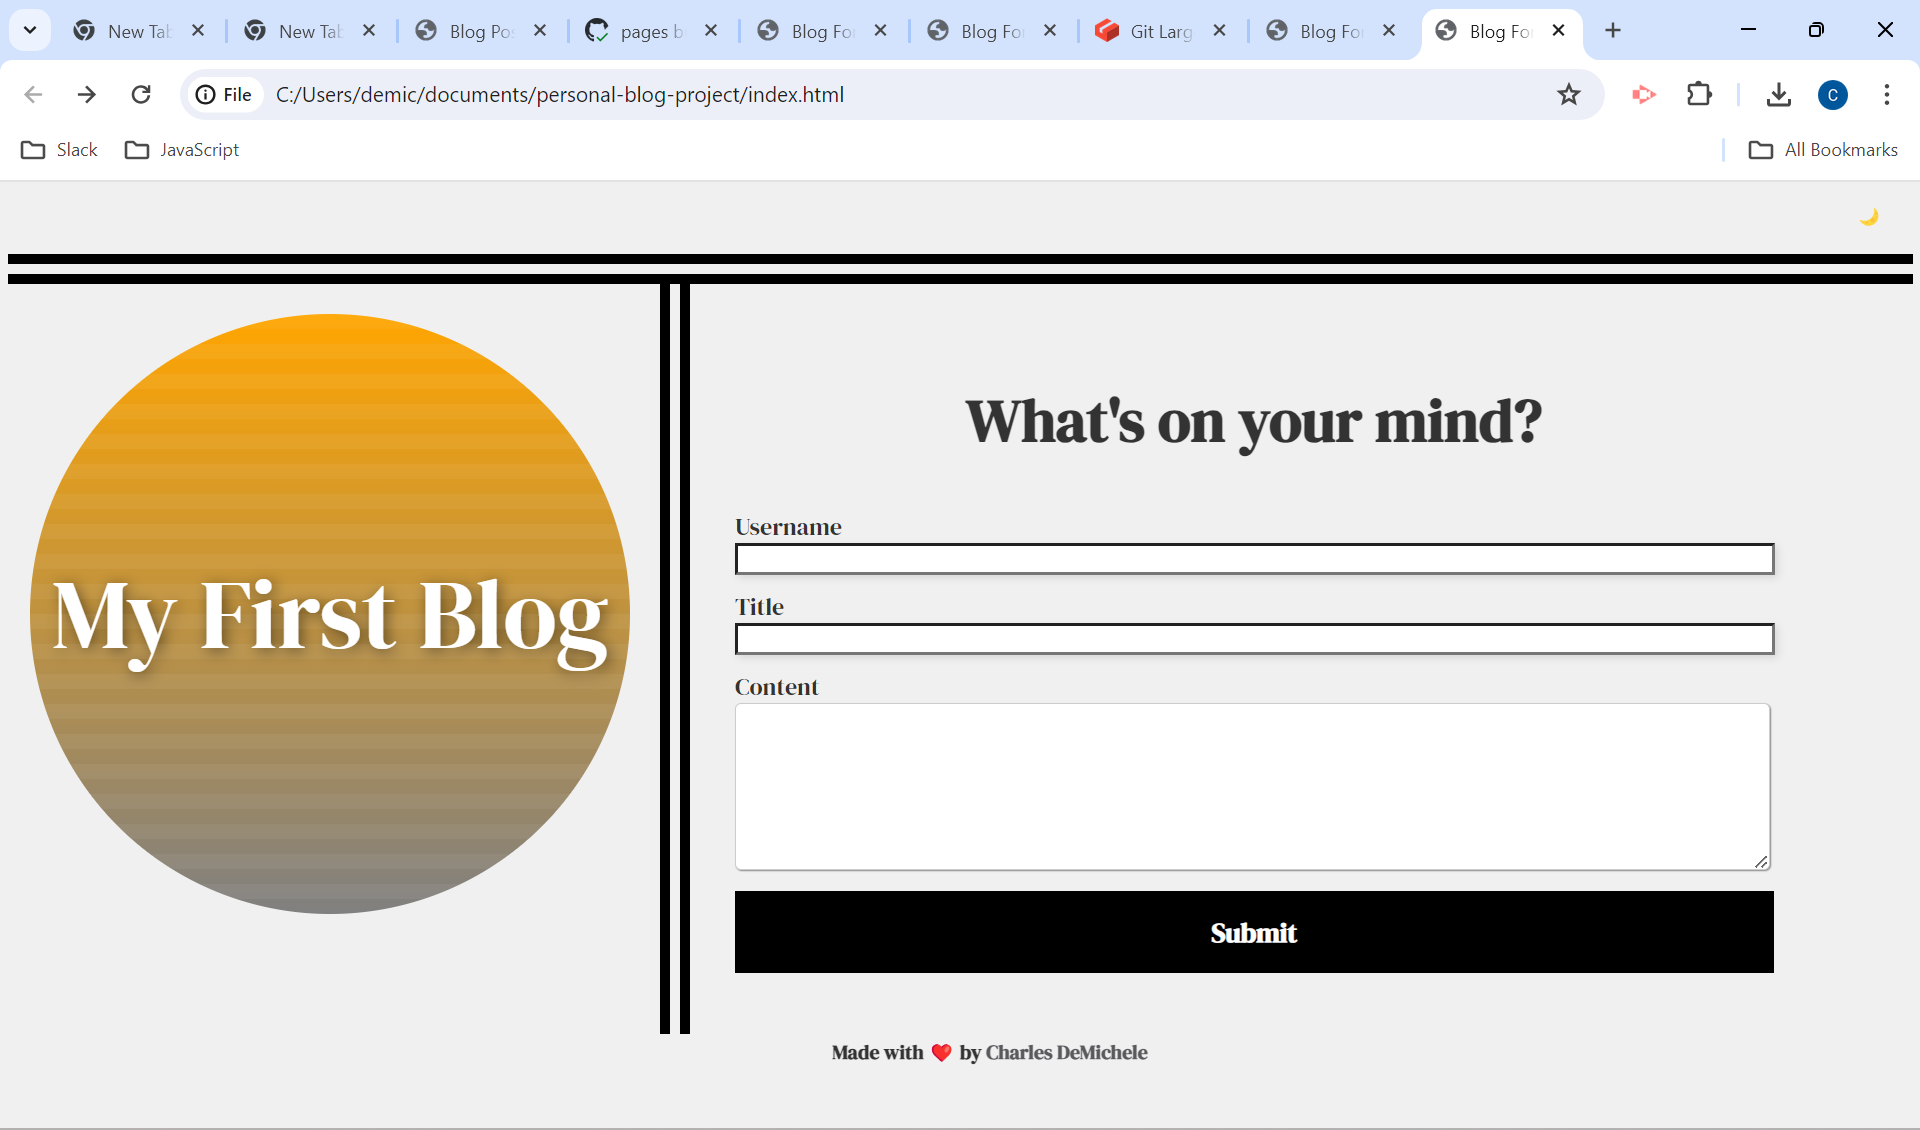 New Tab
New Tab
Blog Po
pages b
Blog Fo
Blog Fo
Git Larg
Blog Fo
Blog Fo
File
C:/Users/demic/documents/personal-blog-project/index.html
C
Slack
JavaScript
All Bookmarks
My First Blog
What's on your mind?
Username
Title
Content
Submit
Made with ❤️ by Charles DeMichele